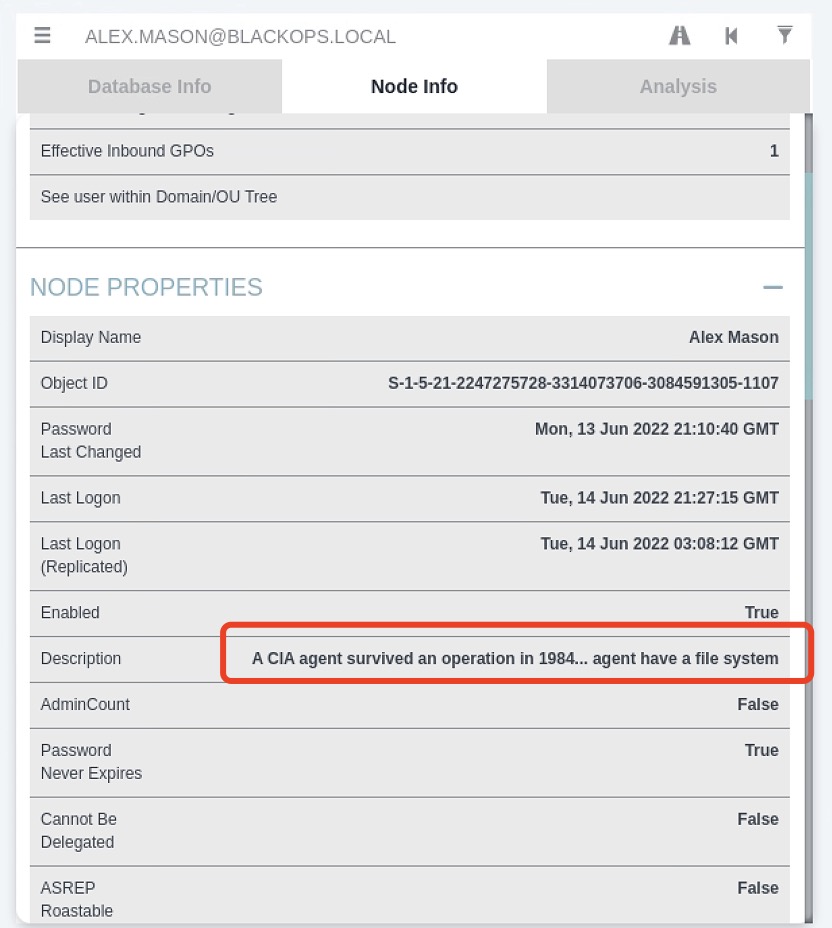 ALEX.MASON@BLACKOPS.LOCAL
Database Info Node Info Analysis
Effective Inbound GPOs 1
See user within Domain/OU Tree
NODE PROPERTIES
Display Name Alex Mason
Object ID S-1-5-21-2247275728-3314073706-3084591305-1107
Password Mon, 13 Jun 2022 21:10:40 GMT
Last Changed
Last Logon Tue, 14 Jun 2022 21:27:15 GMT
Last Logon Tue, 14 Jun 2022 03:08:12 GMT
(Replicated)
Enabled True
Description A CIA agent survived an operation in 1984... agent have a file system
AdminCount False
Password True
Never Expires
Cannot Be False
Delegated
ASREP False
Roastable